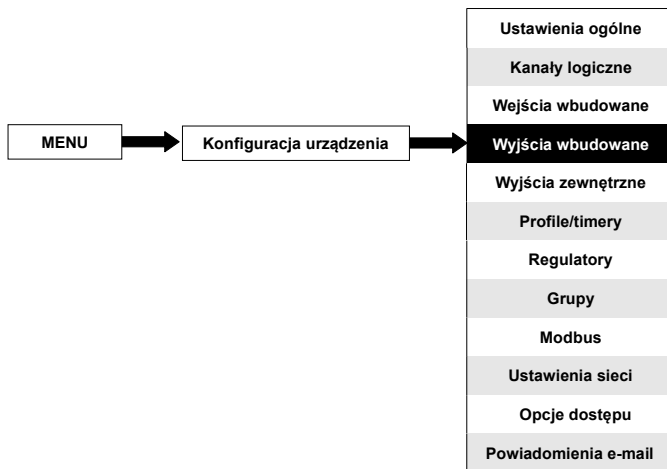 Ustawienia ogólne
Kanały logiczne
Wejścia wbudowane
MENU
Konfiguracja urządzenia
Wyjścia wbudowane
Wyjścia zewnętrzne
Profile/timery
Regulatory
Grupy
Modbus
Ustawienia sieci
Opcje dostępu
Powiadomienia e-mail